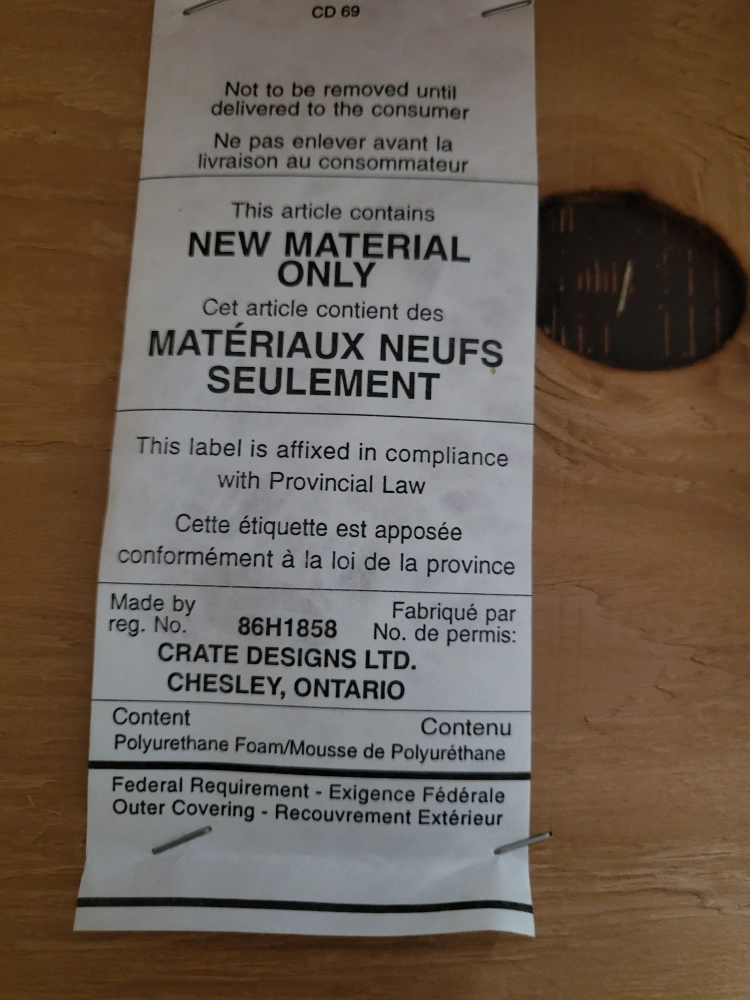 CD 69
Not to be removed until
delivered to the consumer
Ne pas enlever avant la
livraison au consommateur
This article contains
NEW MATERIAL
ONLY
Cet article contient des
MATÉRIAUX NEUFS
SEULEMENT
This label is affixed in compliance
with Provincial Law
Cette étiquette est apposée
conformément à la loi de la province
Made by Fabriqué par
reg. No. 86H1858 No. de permis:
CRATE DESIGNS LTD.
CHESLEY, ONTARIO
Content Contenu
Polyurethane Foam/Mousse de Polyuréthane
Federal Requirement - Exigence Fédérale
Outer Covering - Recouvrement Extérieur